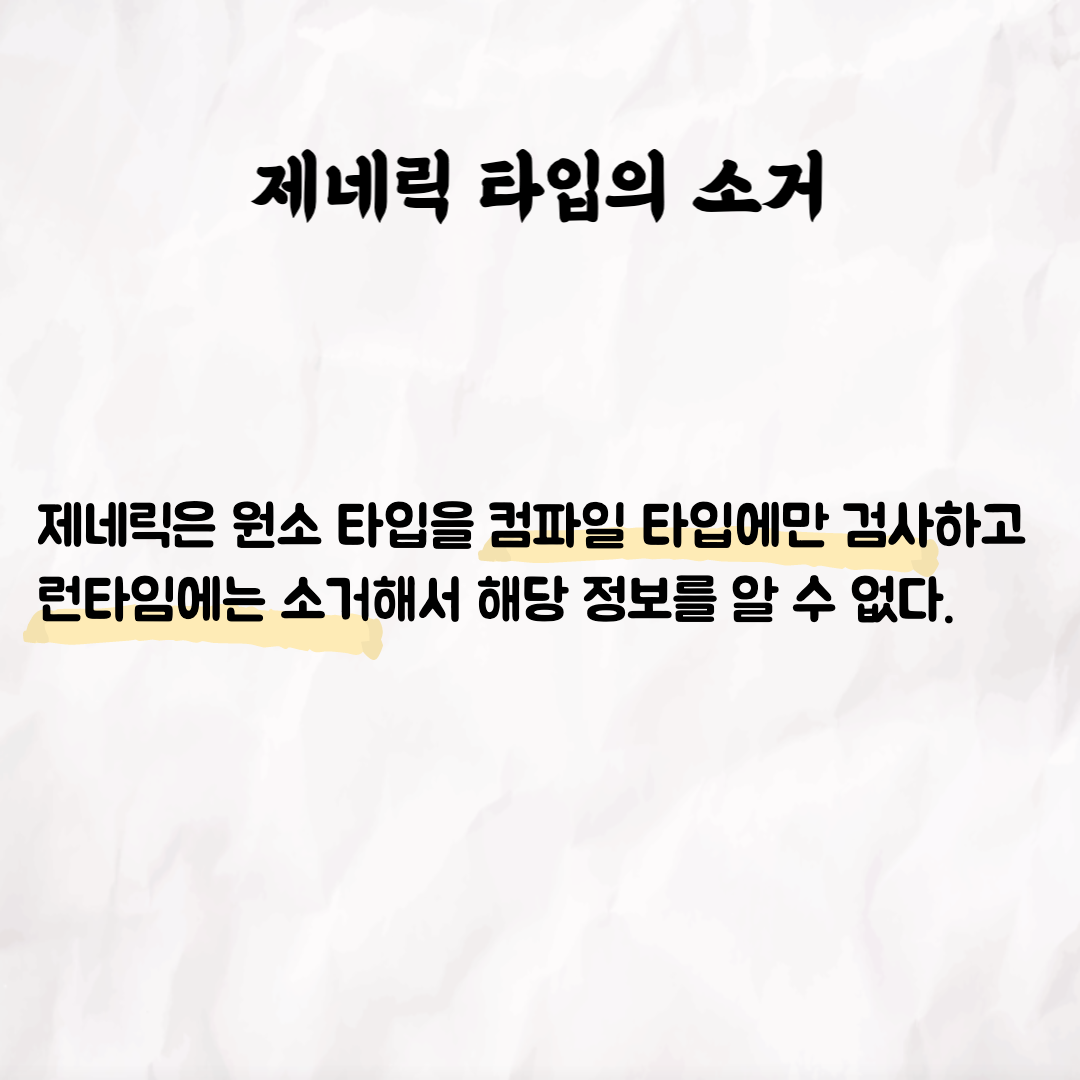 제네릭 타입의 소거
제네릭은 원소 타입을 컴파일 타입에만 검사하고
런타임에는 소거해서 해당 정보를 알 수 없다.